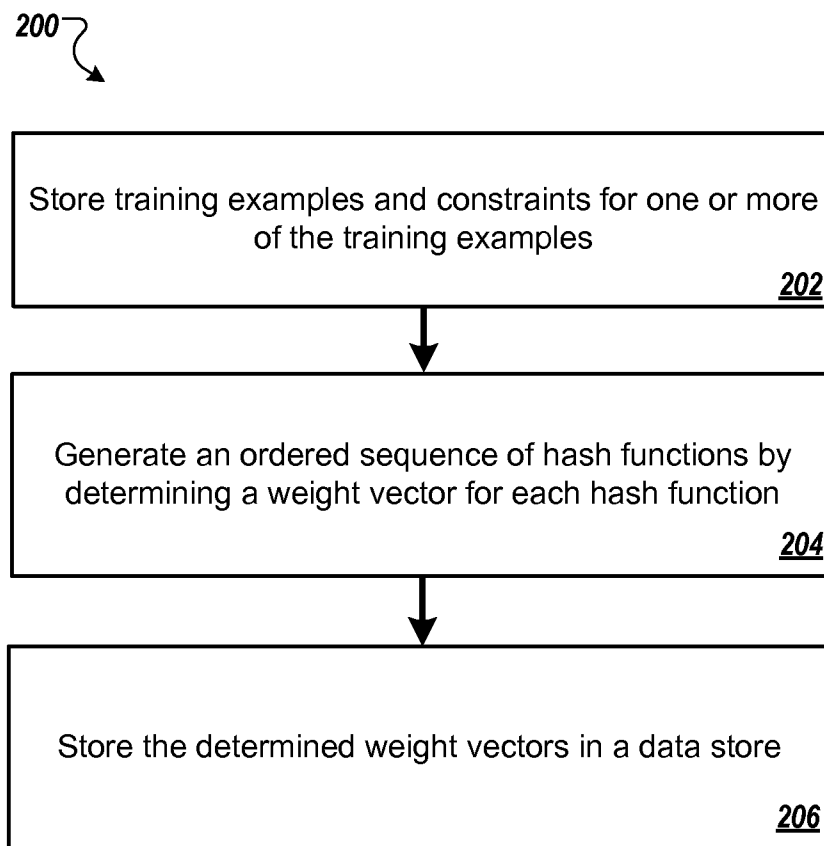 200
Store training examples and constraints for one or more
of the training examples
202
Generate an ordered sequence of hash functions by
determining a weight vector for each hash function
204
Store the determined weight vectors in a data store
206